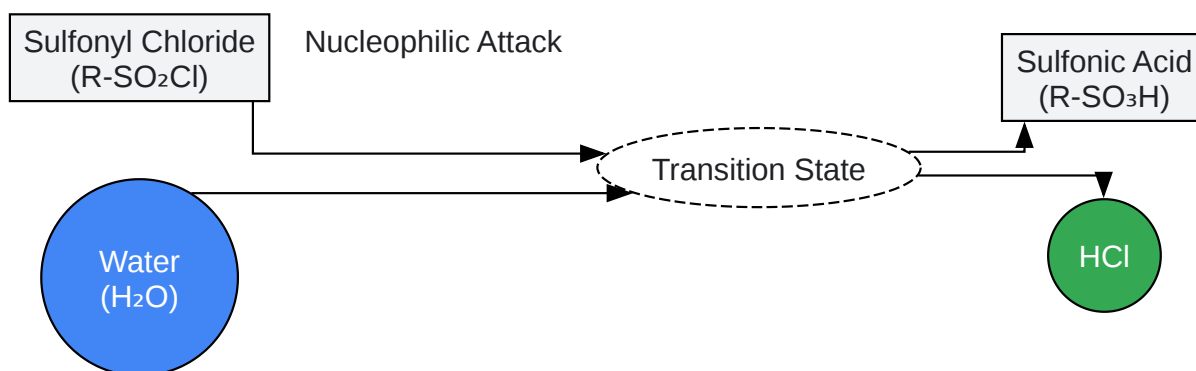 Sulfonyl Chloride
(R-SO₂Cl)
Nucleophilic Attack
Sulfonic Acid
(R-SO₃H)
Transition State
Water
(H₂O)
HCl